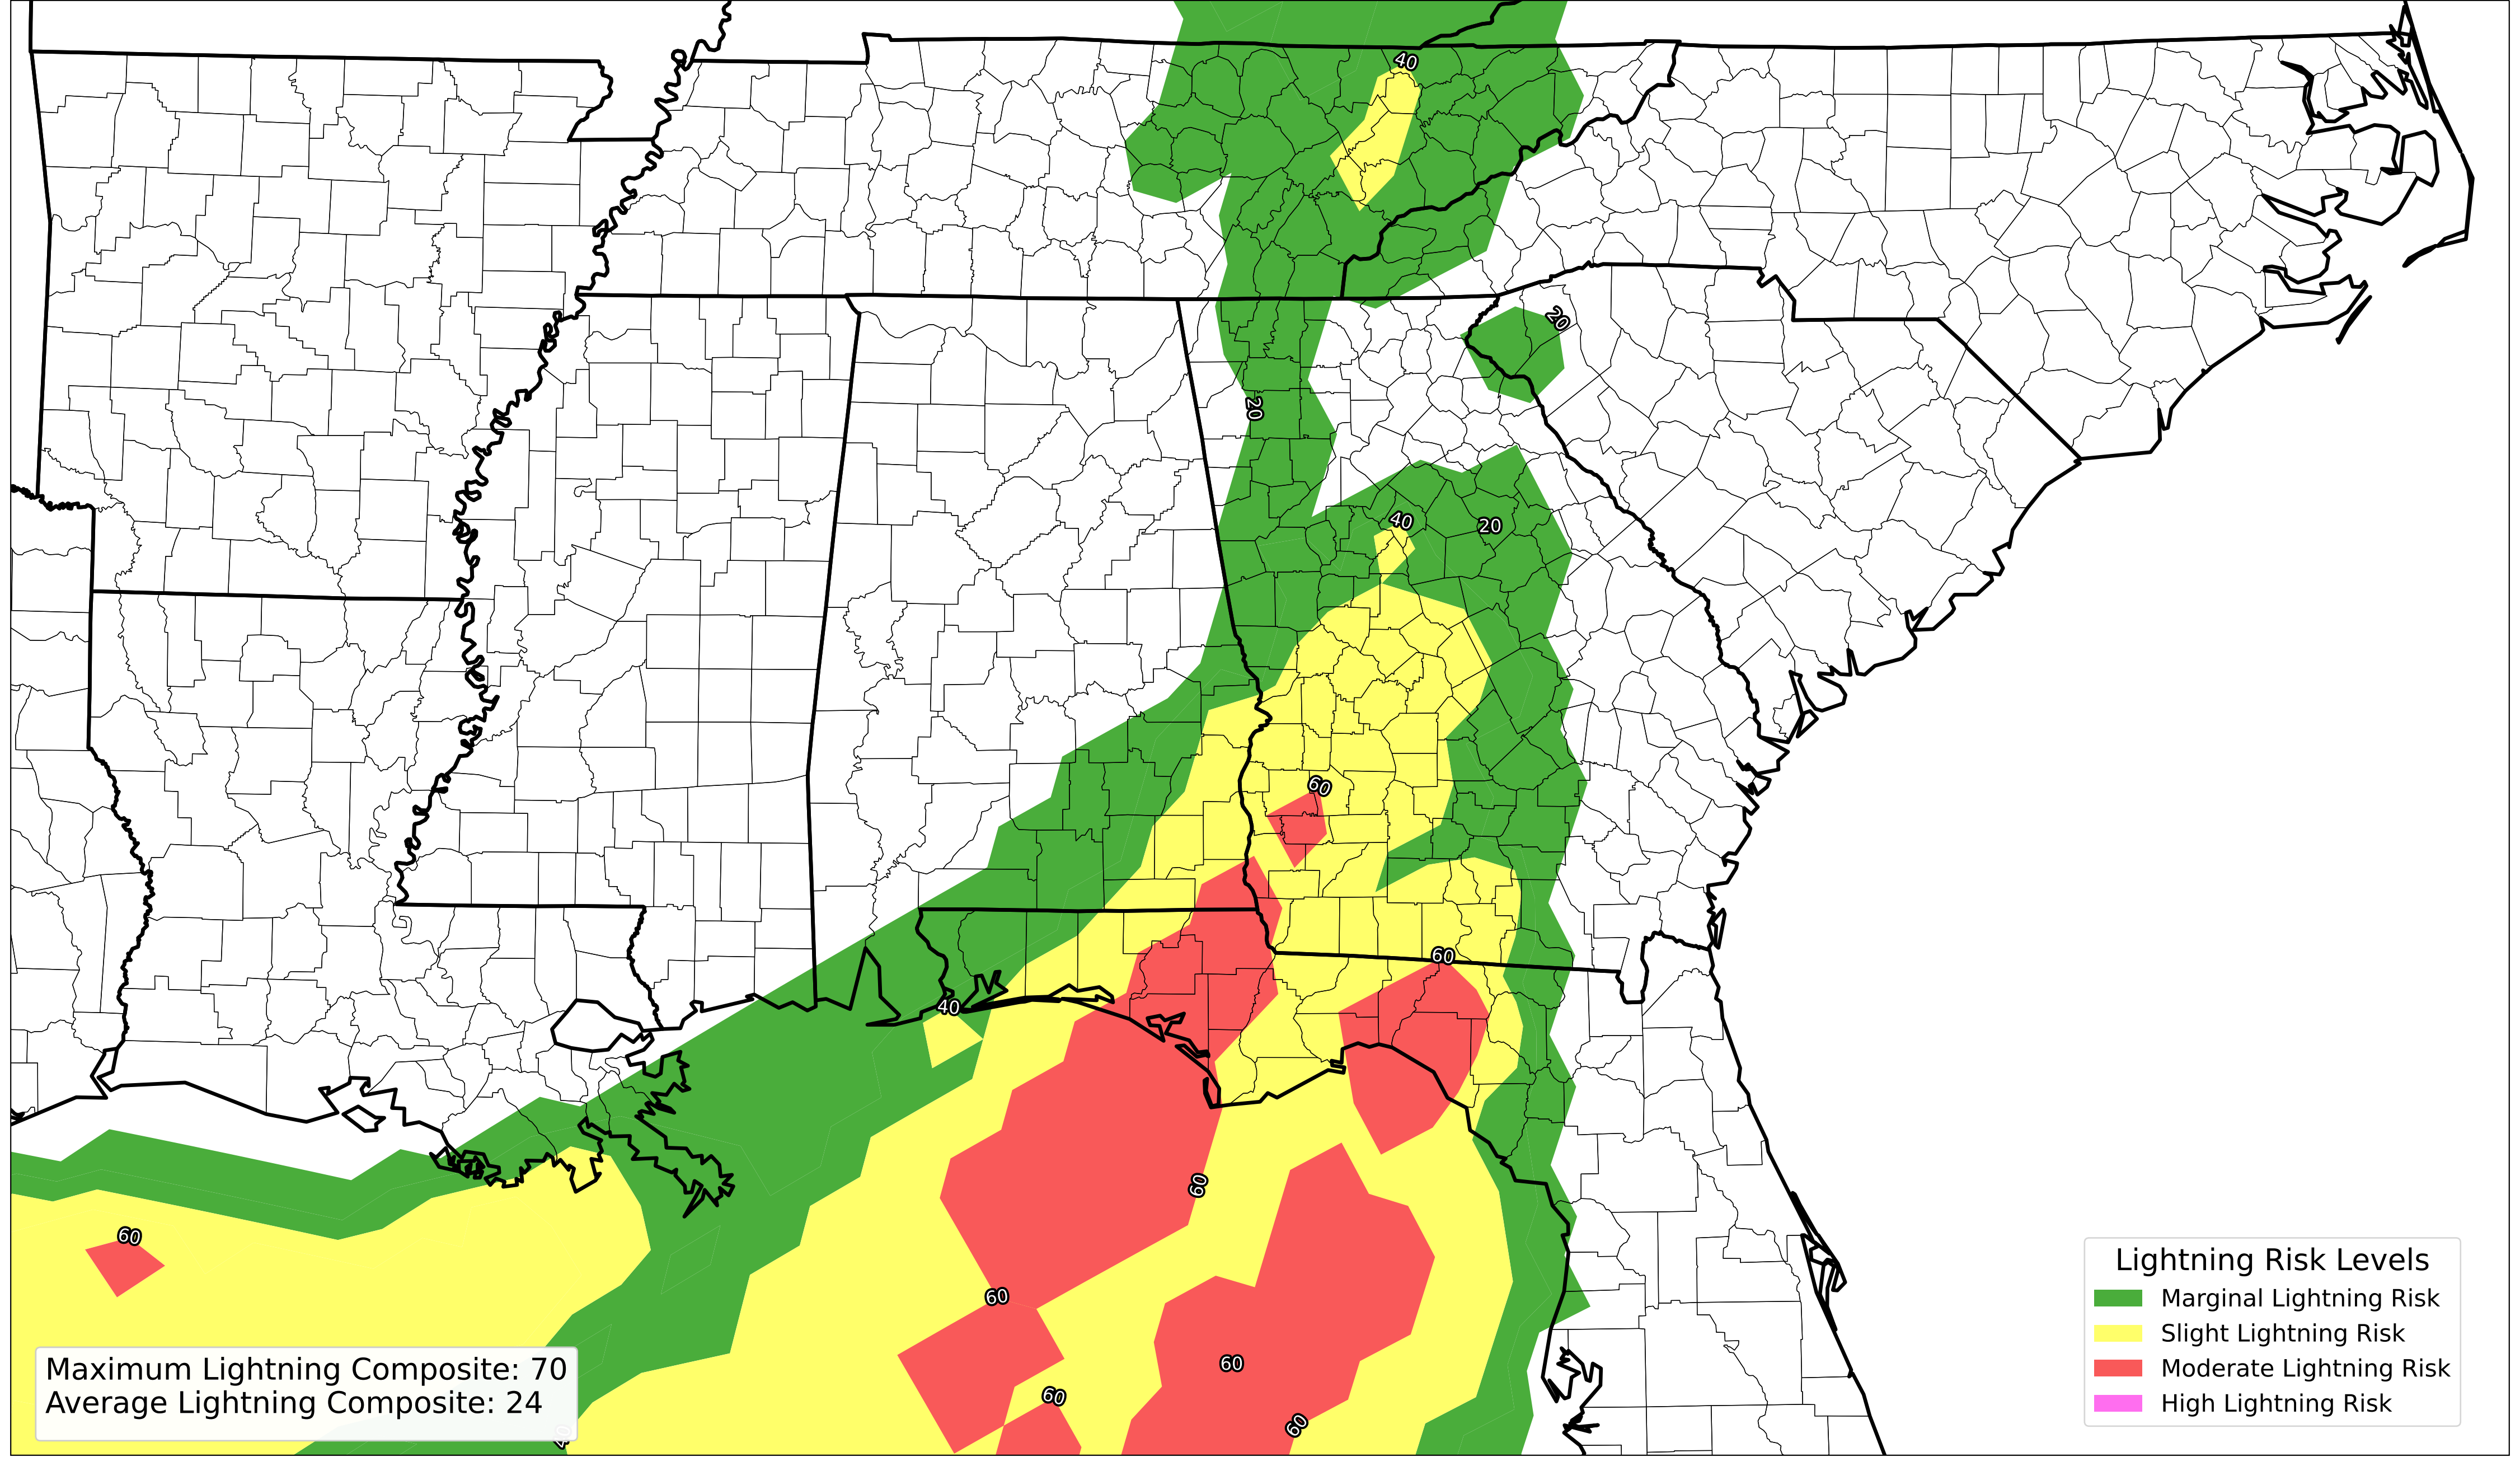 40
20
20
40
20
60
60
40
60
60
60
60
60
60
Lightning Risk Levels
Marginal Lightning Risk
Slight Lightning Risk
Moderate Lightning Risk
High Lightning Risk
Maximum Lightning Composite: 70
Average Lightning Composite: 24